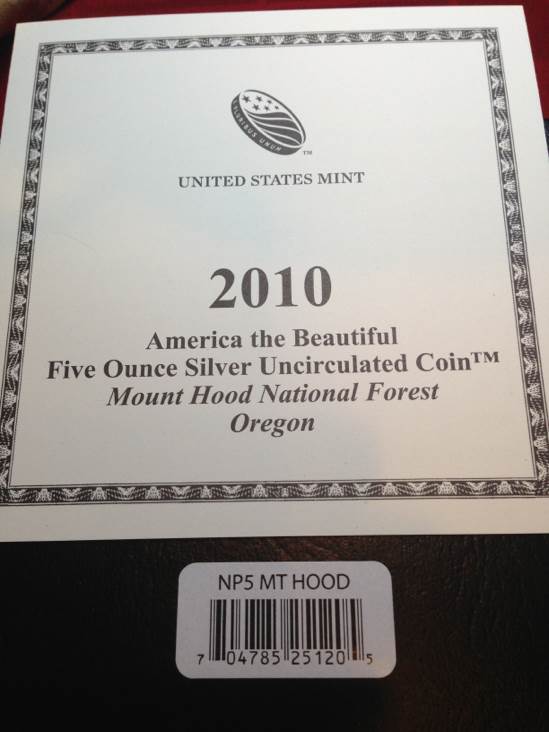 PLURIBUS UNUM
TM
UNITED STATES MINT
2010
America the Beautiful
Five Ounce Silver Uncirculated Coin™
Mount Hood National Forest
Oregon
NP5 MT HOOD
7 04785 25120 5